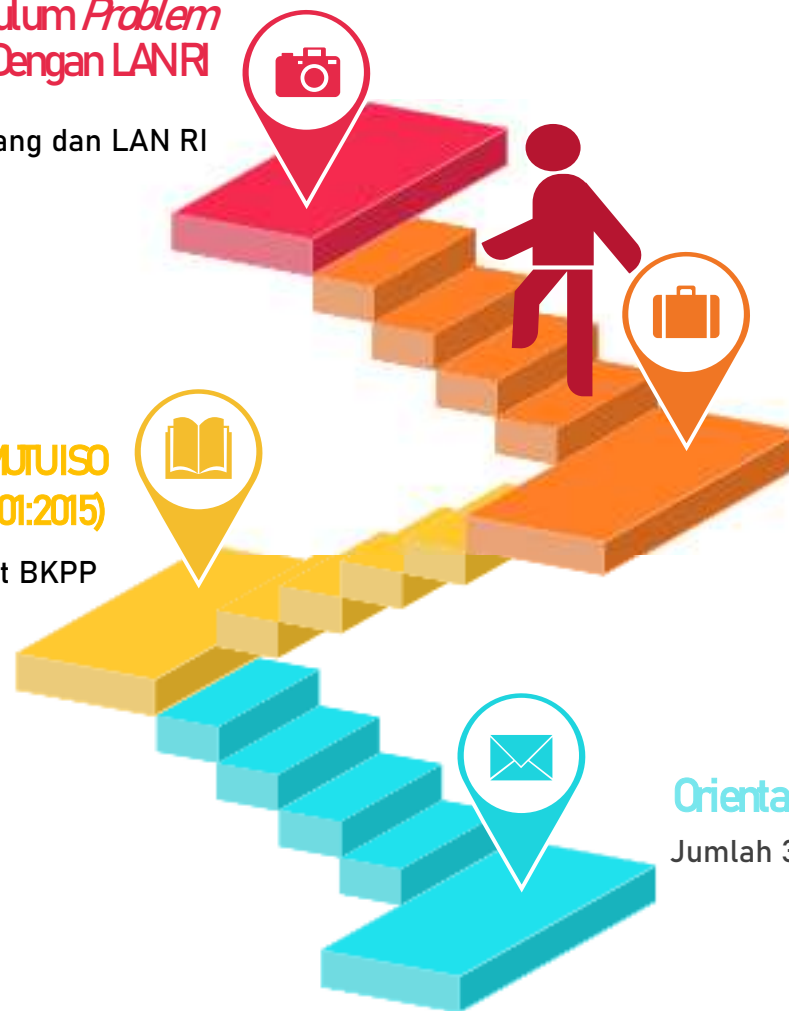 ulum Problem
Dengan LAN RI
ang dan LAN RI
MUTU ISO
01:2015)
t BKPP
Orienta
Jumlah 3